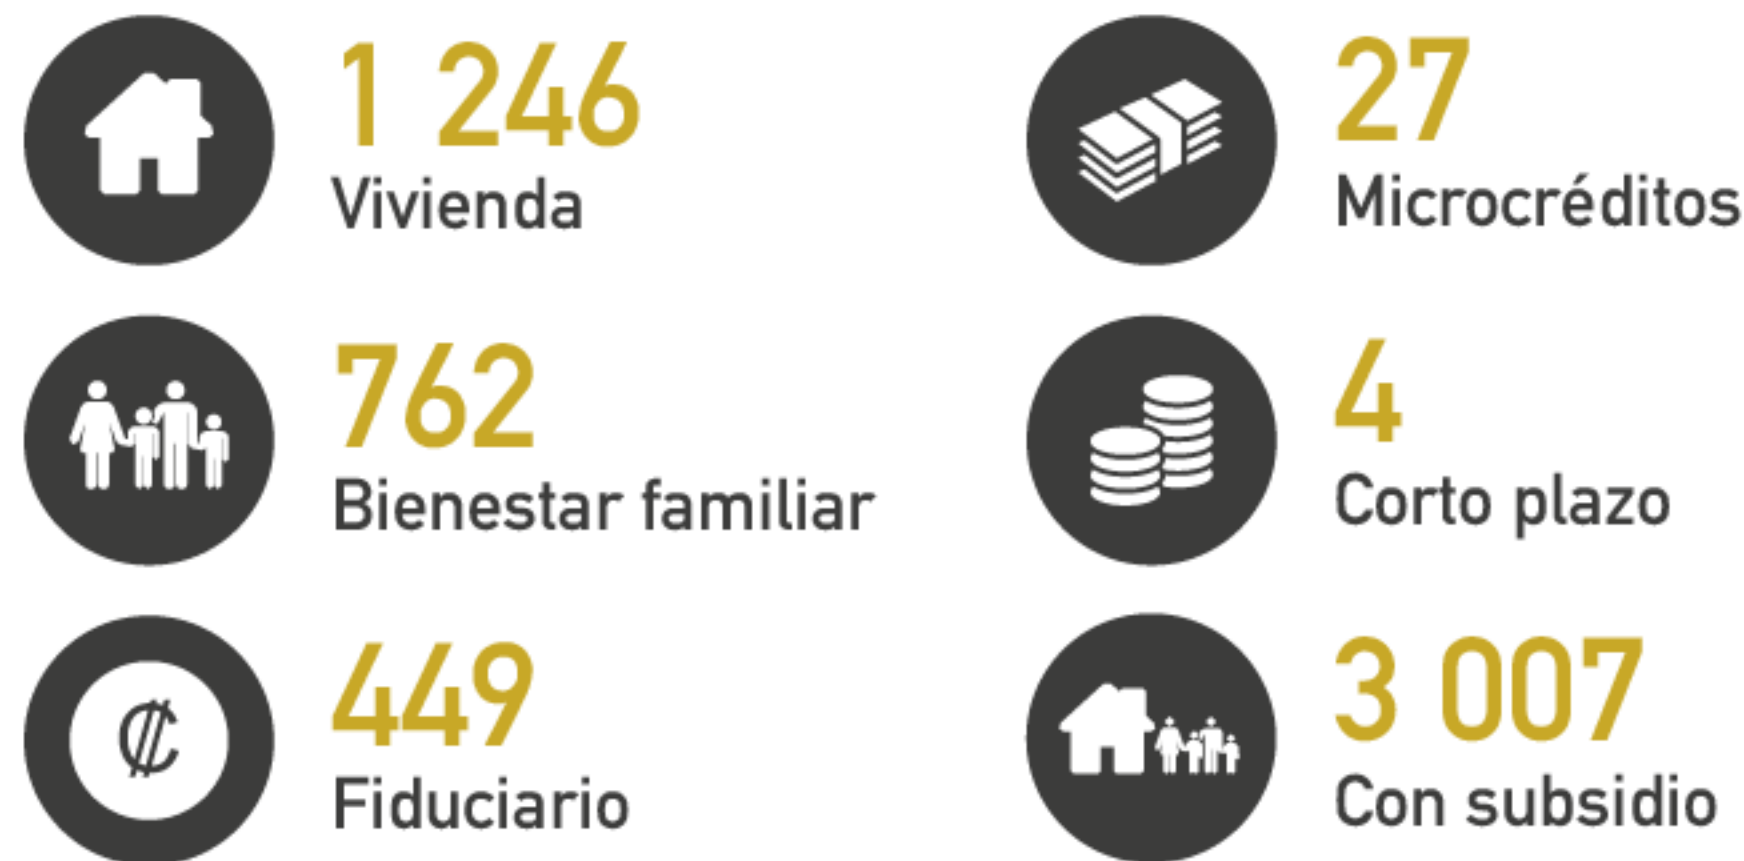 1 246
Vivienda
27
Microcréditos
762
Bienestar familiar
4
Corto plazo
₡
449
Fiduciario
3 007
Con subsidio